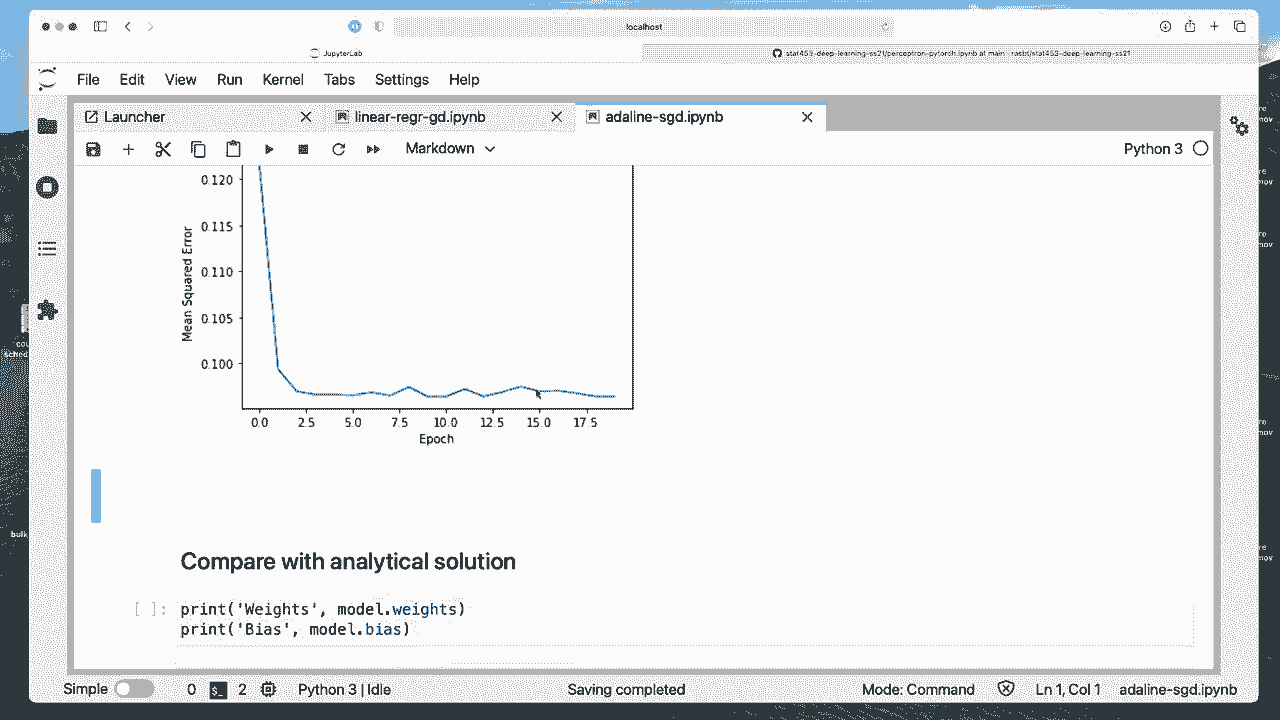 localhost
JupyterLab
stat453-deep-learning-ss21/perceptron-pytorch.ipynb at main · rasbt/stat453-deep-learning-ss21
File Edit View Run Kernel Tabs Settings Help
Launcher linear-regr-gd.ipynb adaline-sgd.ipynb
Markdown Python 3
0.120
0.115
0.110
0.105
0.100
Mean Squared Error
0.0 2.5 5.0 7.5 10.0 12.5 15.0 17.5
Epoch
Compare with analytical solution
[ ]: print('Weights', model.weights)
print('Bias', model.bias)
Simple 0 $_ 2 Python 3 | Idle Saving completed Mode: Command Ln 1, Col 1 adaline-sgd.ipynb